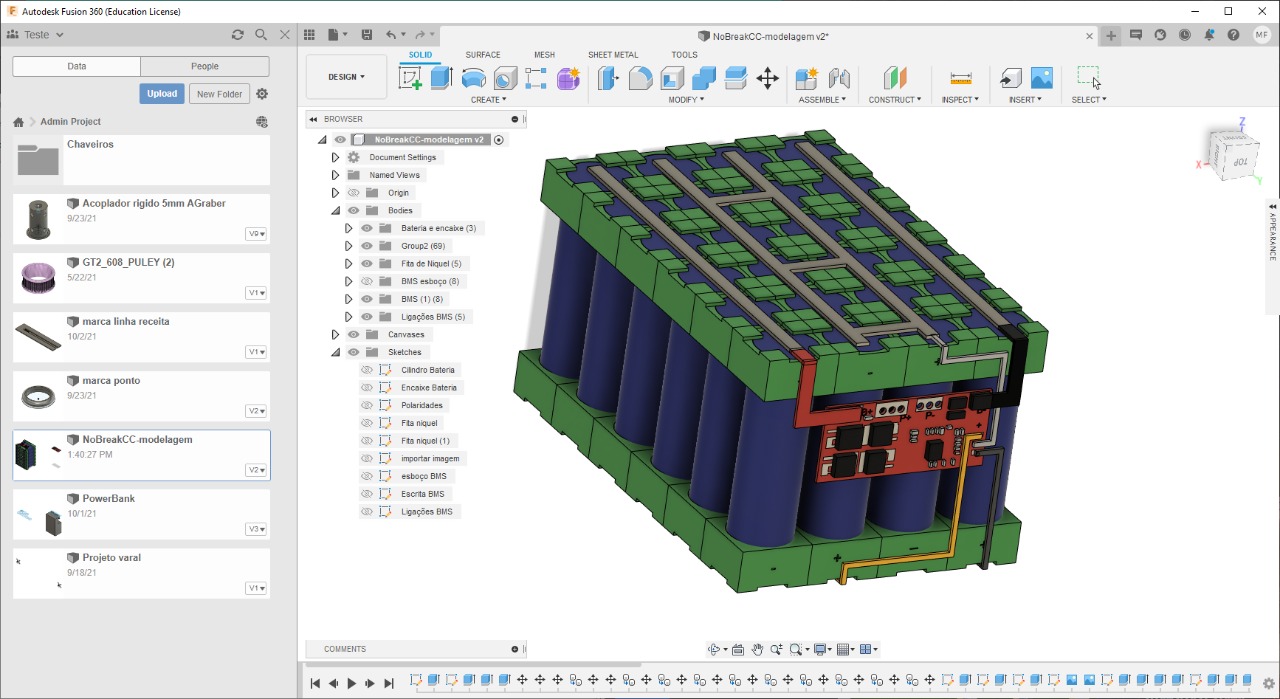 Autodesk Fusion 360 (Education License)
Teste
NoBreakCC-modelagem v2*
MF
Data
People
Upload
New Folder
Admin Project
Chaveiros
Acoplador rigido 5mm AGraber
9/23/21
V9
GT2_608_PULEY (2)
5/22/21
V1
marca linha receita
10/2/21
V1
marca ponto
9/23/21
V2
NoBreakCC-modelagem
1:40:27 PM
V2
PowerBank
10/1/21
V3
Projeto varal
9/18/21
V1
SOLID
SURFACE
MESH
SHEET METAL
TOOLS
DESIGN
CREATE
MODIFY
ASSEMBLE
CONSTRUCT
INSPECT
INSERT
SELECT
BROWSER
NoBreakCC-modelagem v2
Document Settings
Named Views
Origin
Bodies
Bateria e encaixe (3)
Group2 (69)
Fita de Niquel (5)
BMS esboço (8)
BMS (1) (8)
Ligações BMS (5)
Canvases
Sketches
Cilindro Bateria
Encaixe Bateria
Polaridades
Fita niquel
Fita niquel (1)
importar imagem
esboço BMS
Escrita BMS
Ligações BMS
Z
X
TOP
Y
APPEARANCE
B+
P+
P-
COMMENTS